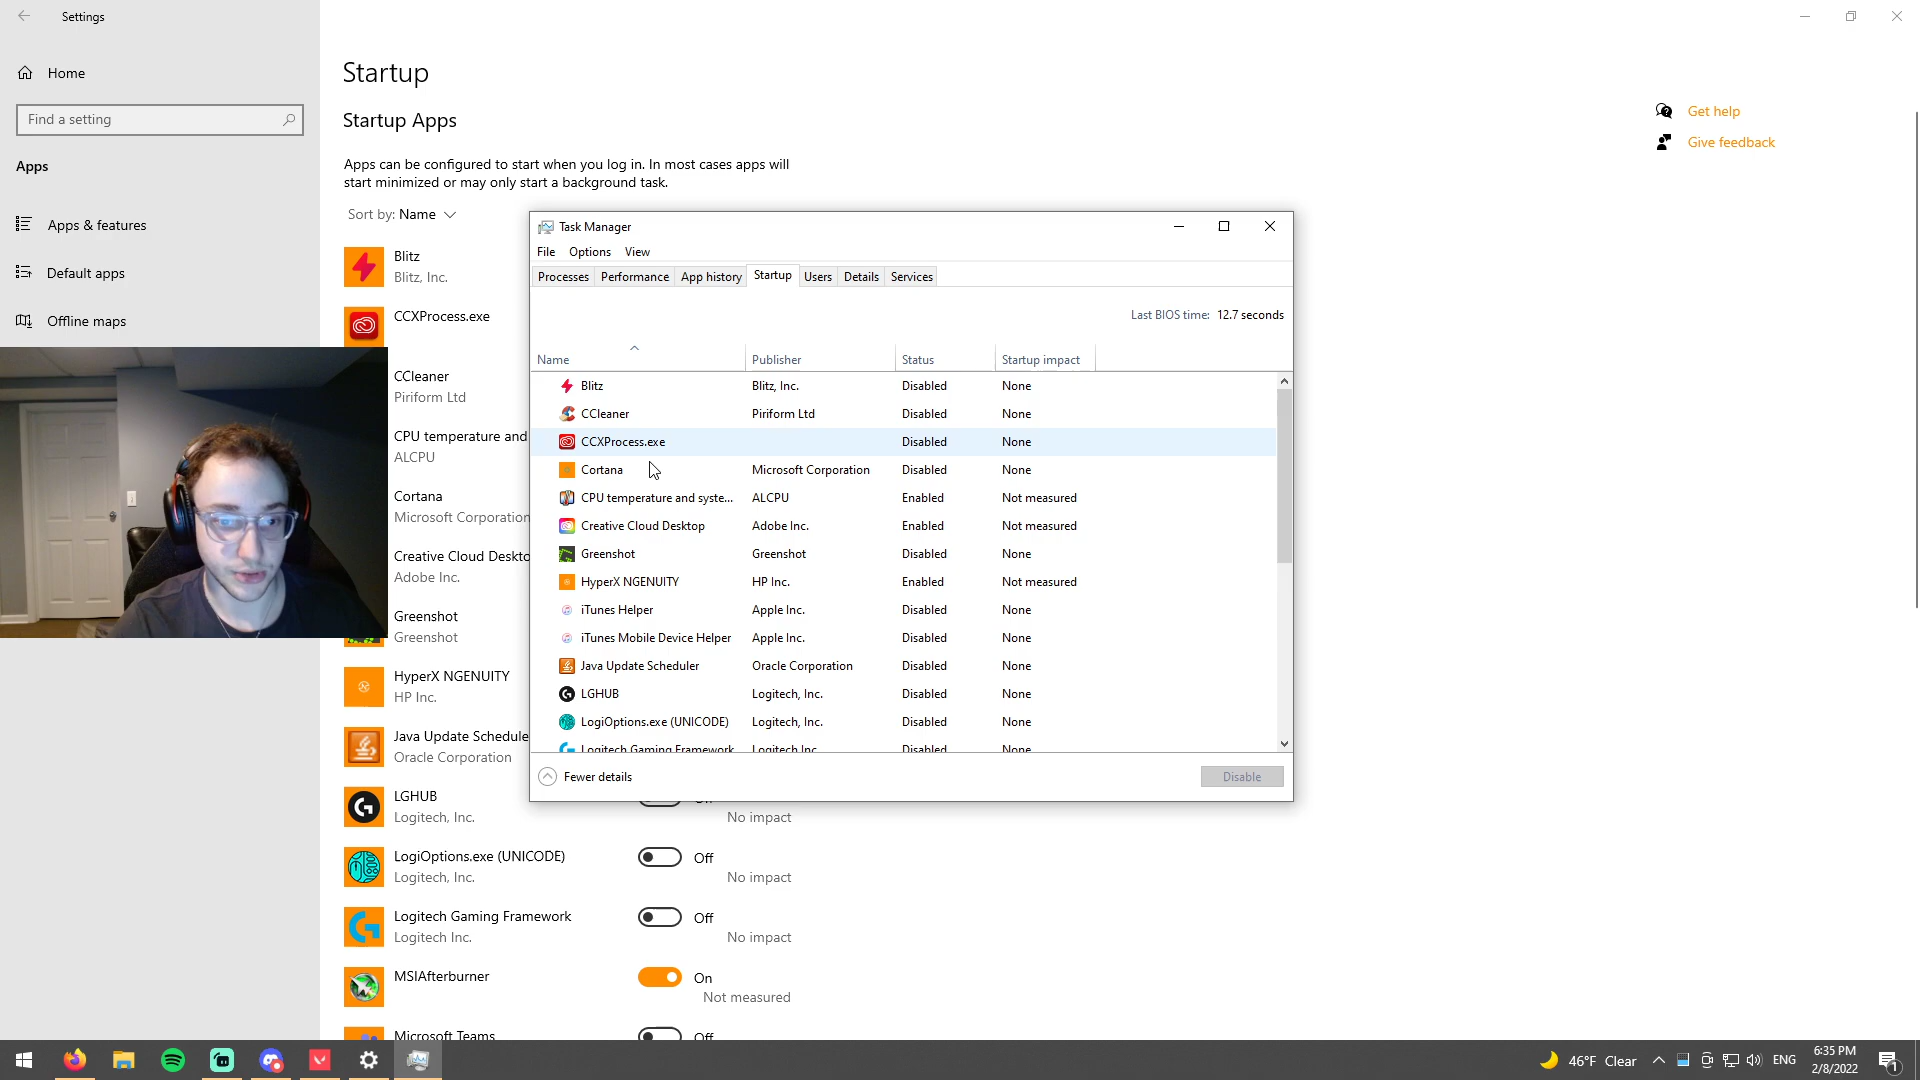 Settings
Home
Find a setting
Apps
Apps & features
Default apps
Offline maps
Startup
Startup Apps
Apps can be configured to start when you log in. In most cases apps will
start minimized or may only start a background task.
Sort by: Name
Get help
Give feedback
Blitz
Blitz, Inc.
CCXProcess.exe
CCleaner
Piriform Ltd
CPU temperature and
ALCPU
Cortana
Microsoft Corporation
Creative Cloud Deskto
Adobe Inc.
Greenshot
Greenshot
HyperX NGENUITY
HP Inc.
Java Update Schedule
Oracle Corporation
LGHUB
Logitech, Inc.
No impact
LogiOptions.exe (UNICODE)
Off
Logitech, Inc.
No impact
Logitech Gaming Framework
Off
Logitech Inc.
No impact
MSIAfterburner
On
Not measured
Microsoft Teams
Off
Task Manager
File Options View
Processes Performance App history Startup Users Details Services
Last BIOS time: 12.7 seconds
Name Publisher Status Startup impact
Blitz Blitz, Inc. Disabled None
CCleaner Piriform Ltd Disabled None
CCXProcess.exe Disabled None
Cortana Microsoft Corporation Disabled None
CPU temperature and syste... ALCPU Enabled Not measured
Creative Cloud Desktop Adobe Inc. Enabled Not measured
Greenshot Greenshot Disabled None
HyperX NGENUITY HP Inc. Enabled Not measured
iTunes Helper Apple Inc. Disabled None
iTunes Mobile Device Helper Apple Inc. Disabled None
Java Update Scheduler Oracle Corporation Disabled None
LGHUB Logitech, Inc. Disabled None
LogiOptions.exe (UNICODE) Logitech, Inc. Disabled None
Logitech Gaming Framework Logitech Inc. Disabled None
Fewer details
Disable
46°F Clear
ENG
6:35 PM
2/8/2022
1